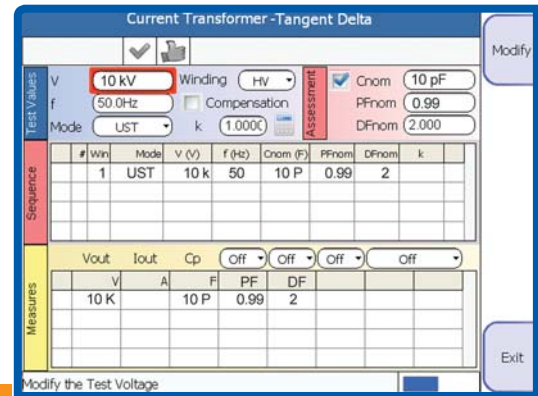 Current Transformer -Tangent Delta
Modify
Test Values
V 10 kV Winding HV
f 50.0Hz Compensation
Mode UST k 1.000(
Assessment
Cnom 10 pF
PFnom 0.99
DFnom 2.000
Sequence
# Win Mode V (V) f (Hz) Cnom (F) PFnom DFnom k
1 UST 10 k 50 10 P 0.99 2
Measures
Vout Iout Cp Off Off Off Off
V A F PF DF
10 K 10 P 0.99 2
Exit
Modify the Test Voltage